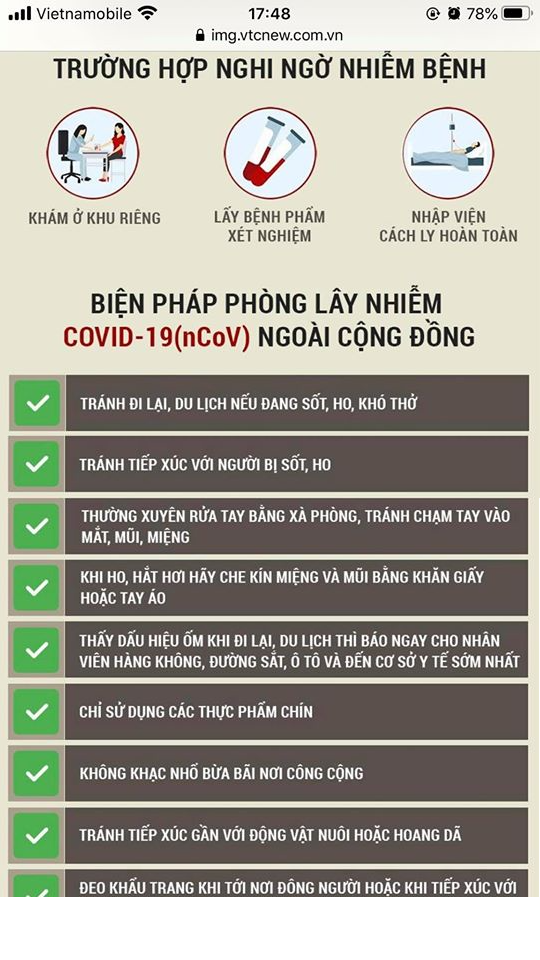 Vietnamobile
17:48
78%
img.vtcnew.com.vn
TRƯỜNG HỢP NGHI NGỜ NHIỄM BỆNH
KHÁM Ở KHU RIÊNG
LẤY BỆNH PHẨM
XÉT NGHIỆM
NHẬP VIỆN
CÁCH LY HOÀN TOÀN
BIỆN PHÁP PHÒNG LÂY NHIỄM
COVID-19(nCoV) NGOÀI CỘNG ĐỒNG
TRÁNH ĐI LẠI, DU LỊCH NẾU ĐANG SỐT, HO, KHÓ THỞ
TRÁNH TIẾP XÚC VỚI NGƯỜI BỊ SỐT, HO
THƯỜNG XUYÊN RỬA TAY BẰNG XÀ PHÒNG, TRÁNH CHẠM TAY VÀO
MẮT, MŨI, MIỆNG
KHI HO, HẮT HƠI HÃY CHE KÍN MIỆNG VÀ MŨI BẰNG KHĂN GIẤY
HOẶC TAY ÁO
THẤY DẤU HIỆU ỐM KHI ĐI LẠI, DU LỊCH THÌ BÁO NGAY CHO NHÂN
VIÊN HÀNG KHÔNG, ĐƯỜNG SẮT, Ô TÔ VÀ ĐẾN CƠ SỞ Y TẾ SỚM NHẤT
CHỈ SỬ DỤNG CÁC THỰC PHẨM CHÍN
KHÔNG KHẠC NHỔ BỪA BÃI NƠI CÔNG CỘNG
TRÁNH TIẾP XÚC GẦN VỚI ĐỘNG VẬT NUÔI HOẶC HOANG DÃ
ĐEO KHẨU TRANG KHI TỚI NƠI ĐÔNG NGƯỜI HOẶC KHI TIẾP XÚC VỚI